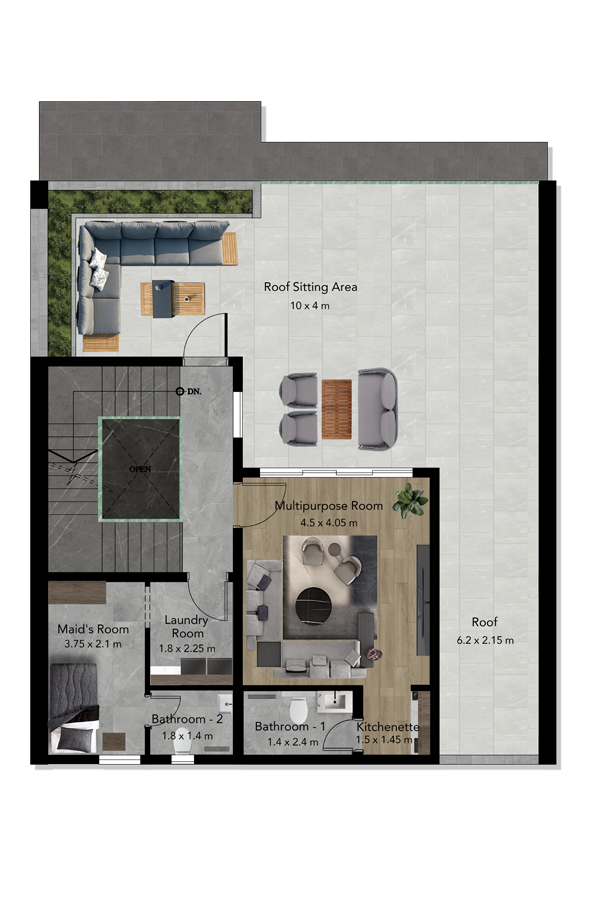 Roof Sitting Area
10 x 4 m
DN.
OPEN
Multipurpose Room
4.5 x 4.05 m
Maid's Room
3.75 x 2.1 m
Laundry
Room
1.8 x 2.25 m
Roof
6.2 x 2.15 m
Bathroom - 2
1.8 x 1.4 m
Bathroom - 1
1.4 x 2.4 m
Kitchenette
1.5 x 1.45 m